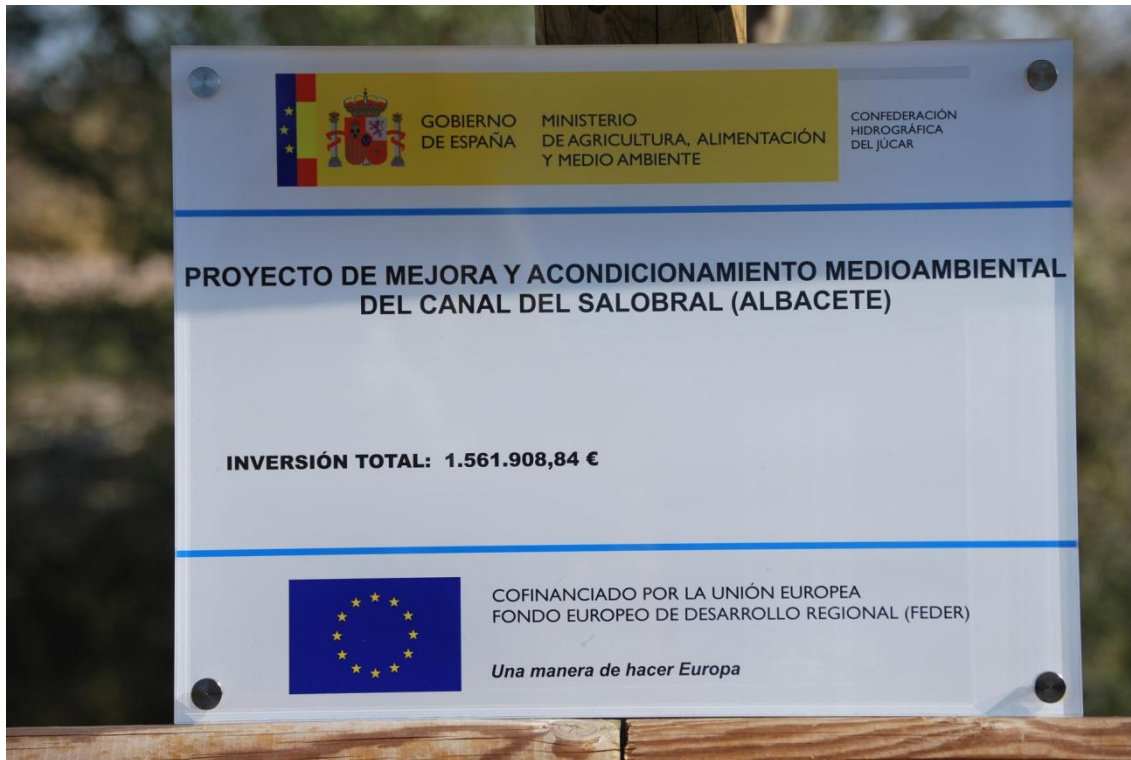 GOBIERNO
DE ESPAÑA
MINISTERIO
DE AGRICULTURA, ALIMENTACIÓN
Y MEDIO AMBIENTE
CONFEDERACIÓN
HIDROGRÁFICA
DEL JÚCAR
PROYECTO DE MEJORA Y ACONDICIONAMIENTO MEDIOAMBIENTAL
DEL CANAL DEL SALOBRAL (ALBACETE)
INVERSIÓN TOTAL: 1.561.908,84 €
COFINANCIADO POR LA UNIÓN EUROPEA
FONDO EUROPEO DE DESARROLLO REGIONAL (FEDER)
Una manera de hacer Europa